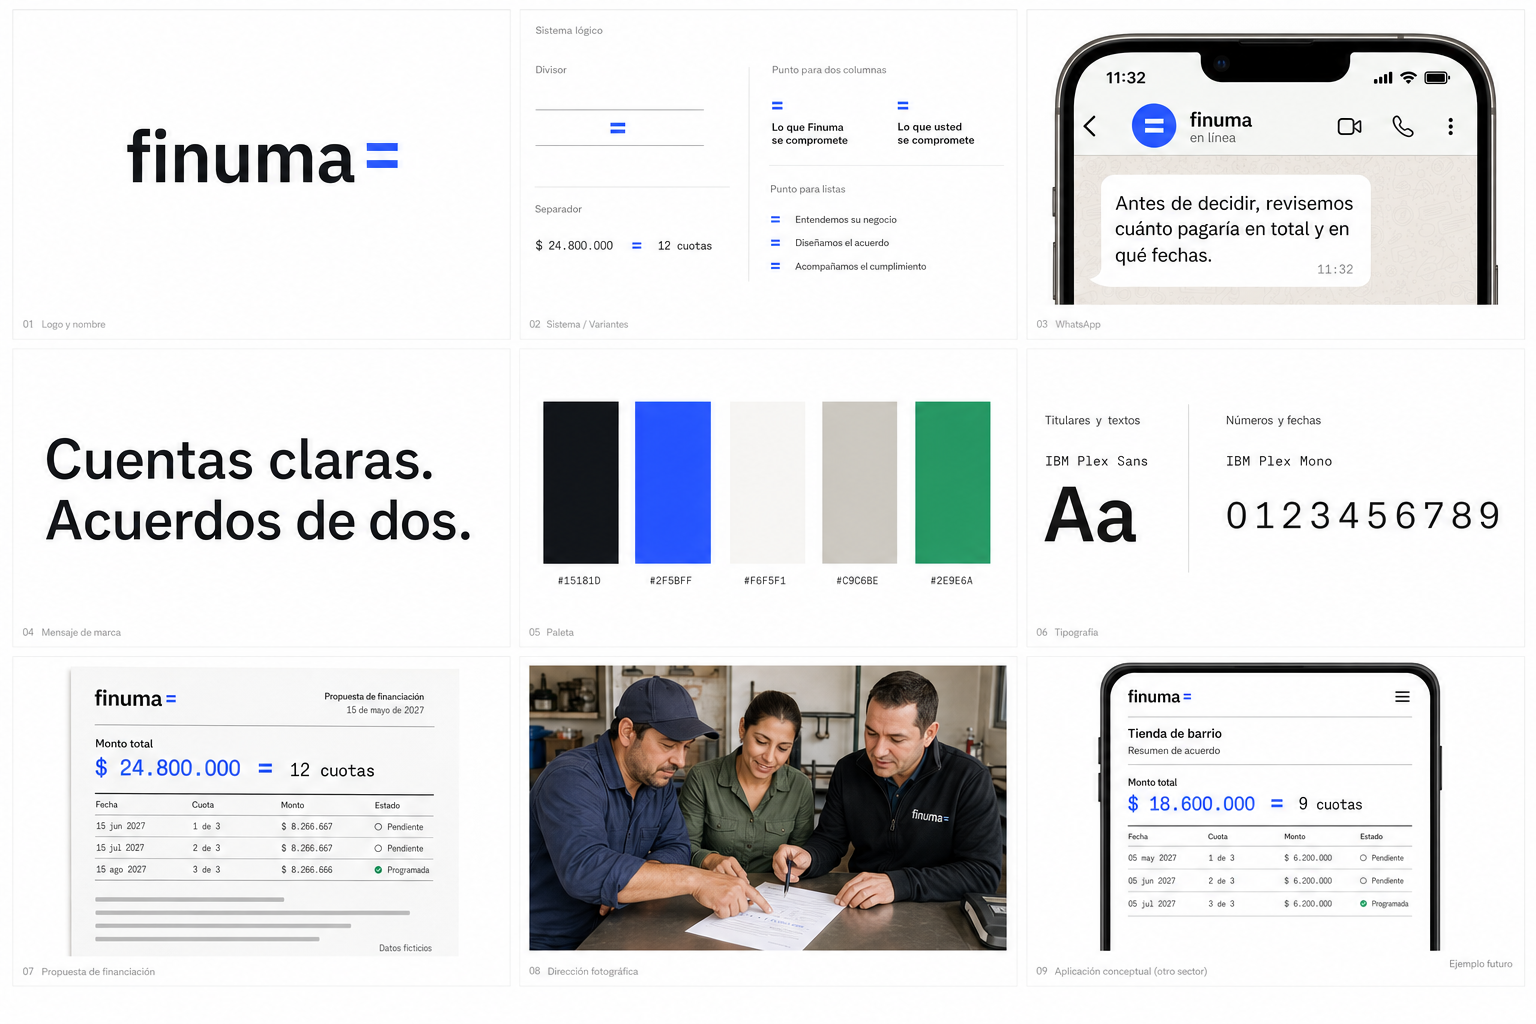 finuma=
01 Logo y nombre
Sistema lógico
Divisor
=
Separador
$ 24.800.000 = 12 cuotas
Punto para dos columnas
= =
Lo que Finuma
se compromete
Lo que usted
se compromete
Punto para listas
= Entendemos su negocio
= Diseñamos el acuerdo
= Acompañamos el cumplimiento
02 Sistema / Variantes
11:32
= finuma
en línea
Antes de decidir, revisemos
cuánto pagaría en total y en
qué fechas.
11:32
03 WhatsApp
Cuentas claras.
Acuerdos de dos.
04 Mensaje de marca
#15181D #2F5BFF #F6F5F1 #C9C6BE #2E9E6A
05 Paleta
Titulares y textos
IBM Plex Sans
Aa
Números y fechas
IBM Plex Mono
0123456789
06 Tipografía
finuma=
Propuesta de financiación
15 de mayo de 2027
Monto total
$ 24.800.000 = 12 cuotas
Fecha Cuota Monto Estado
15 jun 2027 1 de 3 $ 8.266.667 Pendiente
15 jul 2027 2 de 3 $ 8.266.667 Pendiente
15 ago 2027 3 de 3 $ 8.266.666 Programada
Datos ficticios
07 Propuesta de financiación
finuma=
08 Dirección fotográfica
finuma=
Tienda de barrio
Resumen de acuerdo
Monto total
$ 18.600.000 = 9 cuotas
Fecha Cuota Monto Estado
05 may 2027 1 de 3 $ 6.200.000 Pendiente
05 jun 2027 2 de 3 $ 6.200.000 Pendiente
05 jul 2027 3 de 3 $ 6.200.000 Programada
09 Aplicación conceptual (otro sector)
Ejemplo futuro